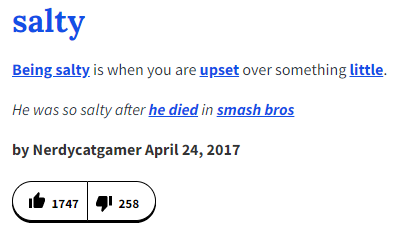 salty
Being salty is when you are upset over something little.
He was so salty after he died in smash bros
by Nerdycatgamer April 24, 2017
1747 258